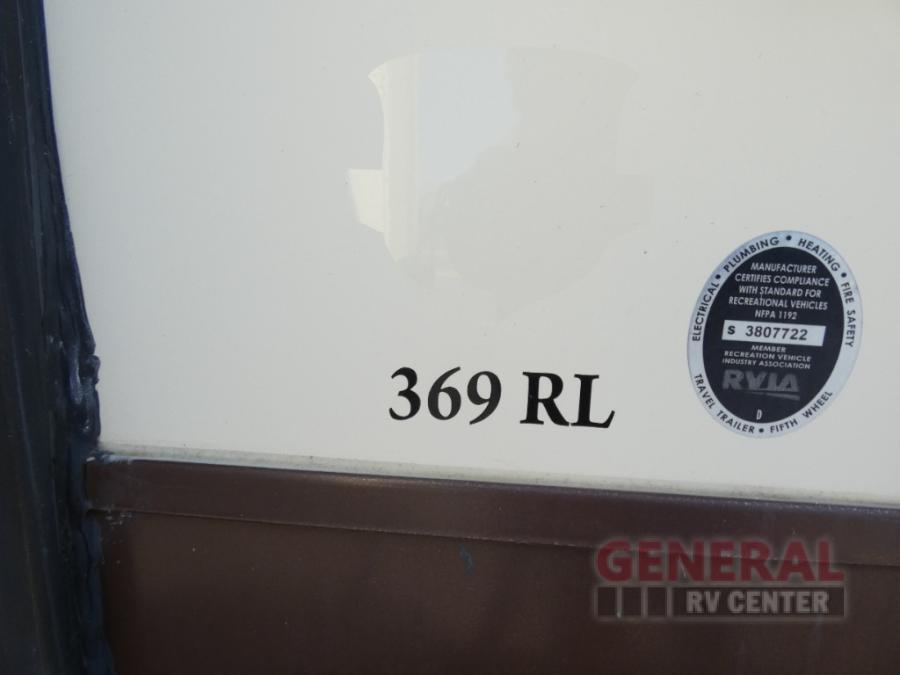 369 RL
ELECTRICAL • PLUMBING • HEATING • FIRE SAFETY
MANUFACTURER
CERTIFIES COMPLIANCE
WITH STANDARD FOR
RECREATIONAL VEHICLES
NFPA 1192
S 3807722
MEMBER
RECREATION VEHICLE
INDUSTRY ASSOCIATION
RVIA
D
TRAVEL TRAILER • FIFTH WHEEL
GENERAL
RV CENTER